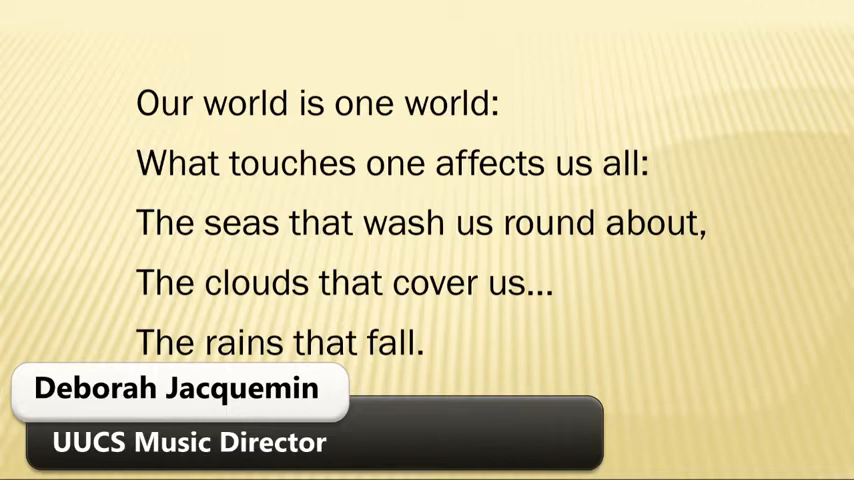 Our world is one world:
What touches one affects us all:
The seas that wash us round about,
The clouds that cover us...
The rains that fall.
Deborah Jacquemin
UUCS Music Director